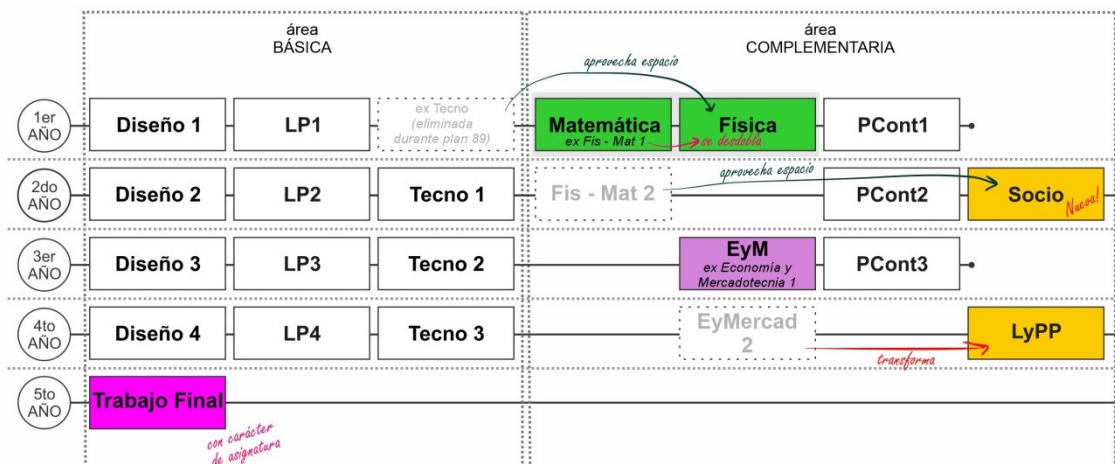 área
BÁSICA
área
COMPLEMENTARIA
aprovecha espacio
1er
AÑO
Diseño 1
LP1
ex Tecno
(eliminada
durante plan 89)
Matemática
ex Fis - Mat 1
Física
se desdobla
PCont1
2do
AÑO
Diseño 2
LP2
Tecno 1
Fis - Mat 2
aprovecha espacio
PCont2
Socio
Nueva!
3er
AÑO
Diseño 3
LP3
Tecno 2
EyM
ex Economía y
Mercadotecnia 1
PCont3
4to
AÑO
Diseño 4
LP4
Tecno 3
EyMercad
2
transforma
LyPP
5to
AÑO
Trabajo Final
con carácter
de asignatura